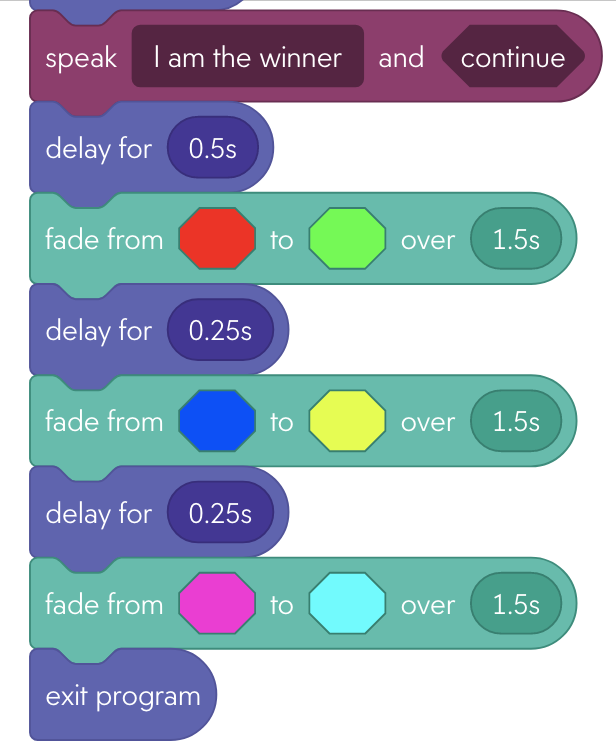 speak I am the winner and continue
delay for 0.5s
fade from to over 1.5s
delay for 0.25s
fade from to over 1.5s
delay for 0.25s
fade from to over 1.5s
exit program